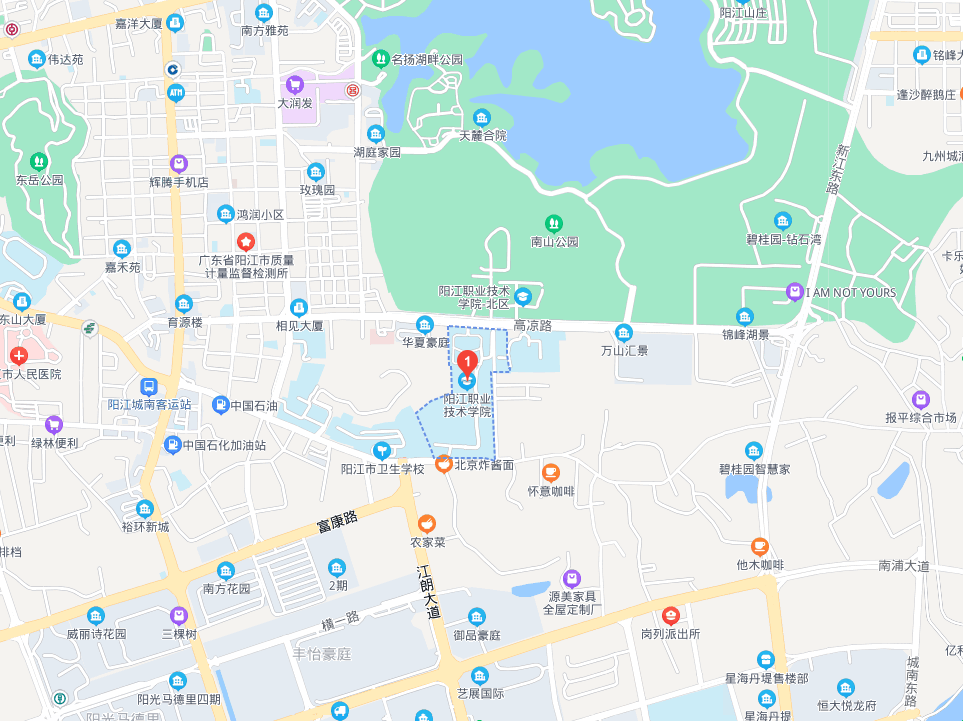 嘉洋大厦
南方雅苑
阳江山庄
伟达苑
名扬湖畔公园
铭峰大
ATM
大润发
逢沙醉鹅庄
天麓合院
湖庭家园
新江东路
九州城江
东岳公园
辉腾手机店
玫瑰园
鸿润小区
南山公园
碧桂园-钻石湾
嘉禾苑
广东省阳江市质量
计量监督检测所
卡乐
阳江职业技术
学院-北区
I AM NOT YOURS
东山大厦
育源楼
相见大厦
高凉路
华夏豪庭
万山汇景
锦峰湖景
1
市人民医院
阳江职业
技术学院
阳江城南客运站
中国石油
报平综合市场
便利
绿林便利
中国石化加油站
阳江市卫生学校
北京炸酱面
怀意咖啡
碧桂园智慧家
裕环新城
富康路
排档
农家菜
他木咖啡
南浦大道
南方花园
2期
江朗大道
源美家具
全屋定制厂
威丽诗花园
三棵树
横一路
御品豪庭
岗列派出所
丰怡豪庭
亿利
城南东路
阳光马德里四期
艺展国际
星海丹堤售楼部
恒大悦龙府
阳光马德里
星海丹堤